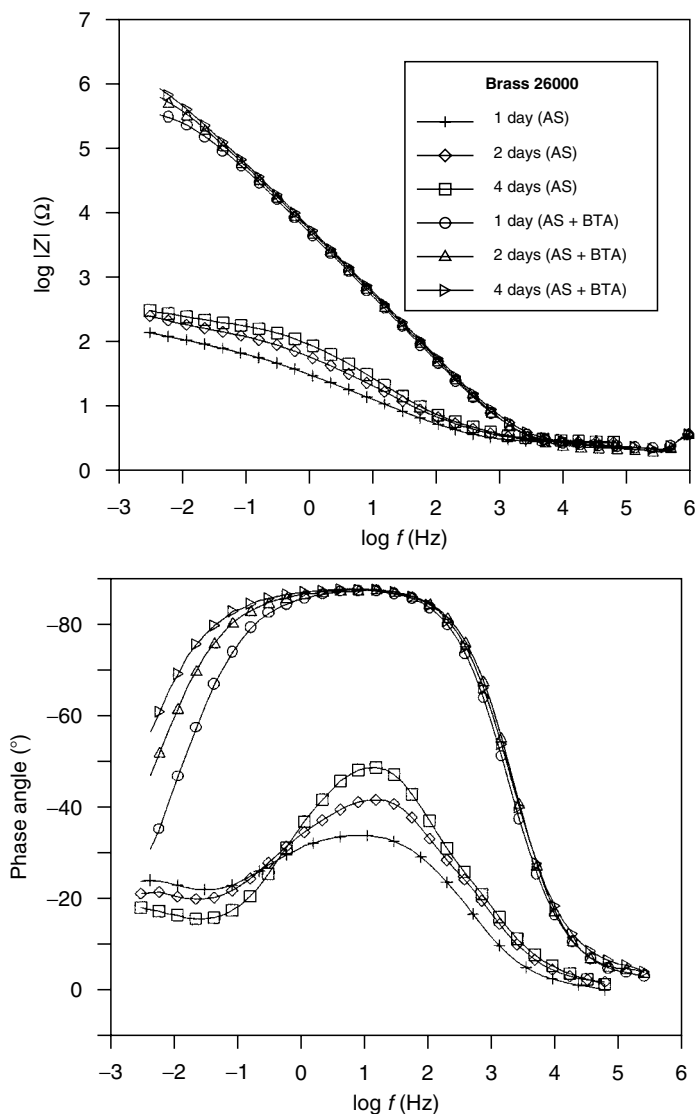 7
6
5
4
3
2
1
0
log |Z| (Ω)
Brass 26000
1 day (AS)
2 days (AS)
4 days (AS)
1 day (AS + BTA)
2 days (AS + BTA)
4 days (AS + BTA)
−3 −2 −1 0 1 2 3 4 5 6
log f (Hz)
−80
−60
−40
−20
0
Phase angle (°)
−3 −2 −1 0 1 2 3 4 5 6
log f (Hz)